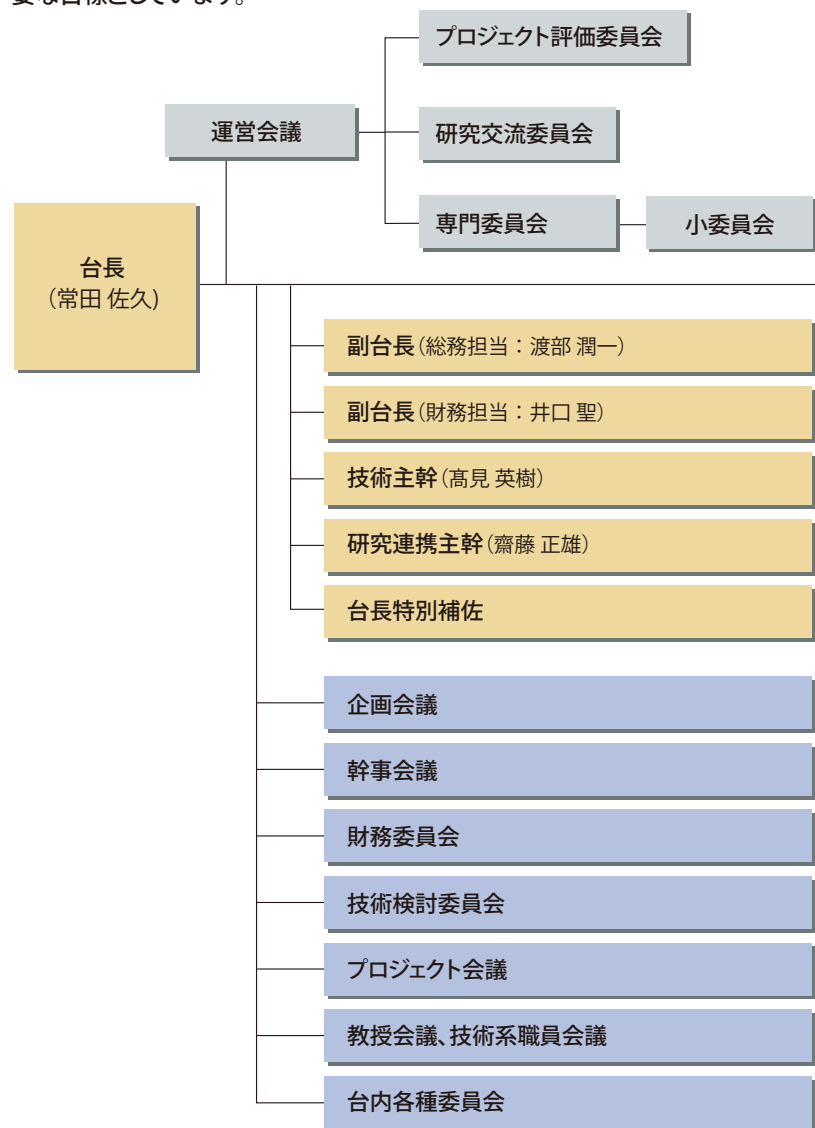 要な目標としています。
プロジェクト評価委員会
運営会議
研究交流委員会
専門委員会
小委員会
台長
（常田 佐久)
副台長（総務担当：渡部 潤一）
副台長（財務担当：井口 聖）
技術主幹（髙見 英樹）
研究連携主幹（齋藤 正雄）
台長特別補佐
企画会議
幹事会議
財務委員会
技術検討委員会
プロジェクト会議
教授会議、技術系職員会議
台内各種委員会